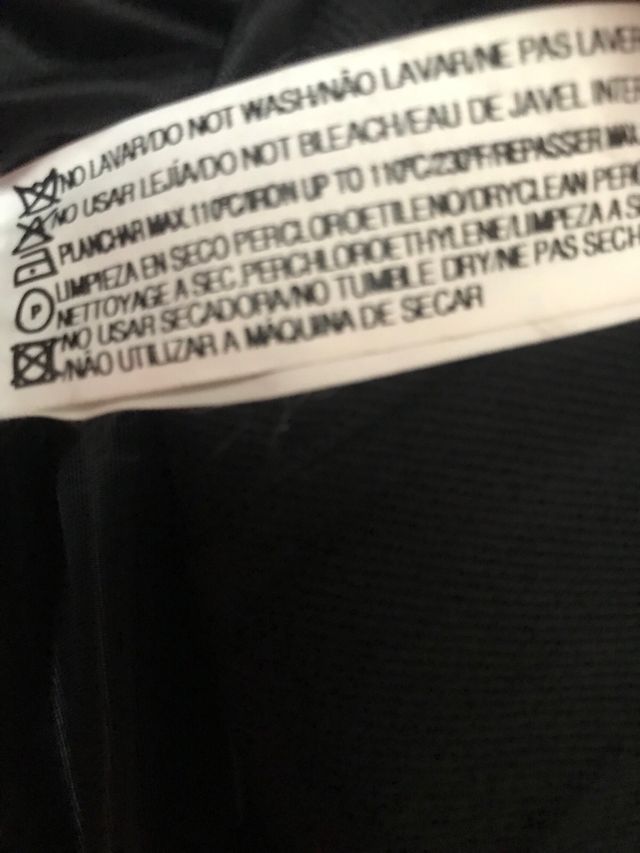 NO LAVAR/DO NOT WASH/NÃO LAVAR/NE PAS LAVER
NO USAR LEJÍA/DO NOT BLEACH/EAU DE JAVEL INTER
PLANCHAR MAX. 110ºC/IRON UP TO 110ºC/230ºF/REPASSER MAX.
P LIMPIEZA EN SECO PERCLOROETILENO/DRYCLEAN PERC
NETTOYAGE A SEC.PERCHLOROETHYLENE/LIMPEZA A S
NO USAR SECADORA/NO TUMBLE DRY/NE PAS SECH
/NÃO UTILIZAR A MÁQUINA DE SECAR